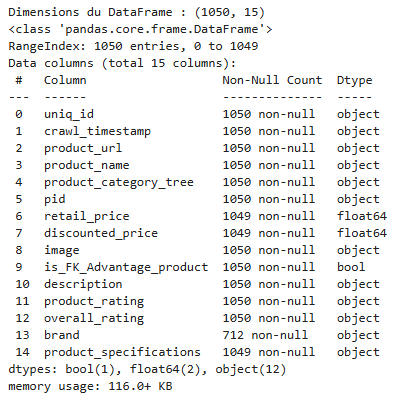 Dimensions du DataFrame : (1050, 15)
<class 'pandas.core.frame.DataFrame'>
RangeIndex: 1050 entries, 0 to 1049
Data columns (total 15 columns):
 #   Column                   Non-Null Count  Dtype
---  ------                   --------------  -----
 0   uniq_id                  1050 non-null   object
 1   crawl_timestamp          1050 non-null   object
 2   product_url              1050 non-null   object
 3   product_name             1050 non-null   object
 4   product_category_tree    1050 non-null   object
 5   pid                      1050 non-null   object
 6   retail_price             1049 non-null   float64
 7   discounted_price         1049 non-null   float64
 8   image                    1050 non-null   object
 9   is_FK_Advantage_product  1050 non-null   bool
 10  description              1050 non-null   object
 11  product_rating           1050 non-null   object
 12  overall_rating           1050 non-null   object
 13  brand                    712 non-null    object
 14  product_specifications   1049 non-null   object
dtypes: bool(1), float64(2), object(12)
memory usage: 116.0+ KB